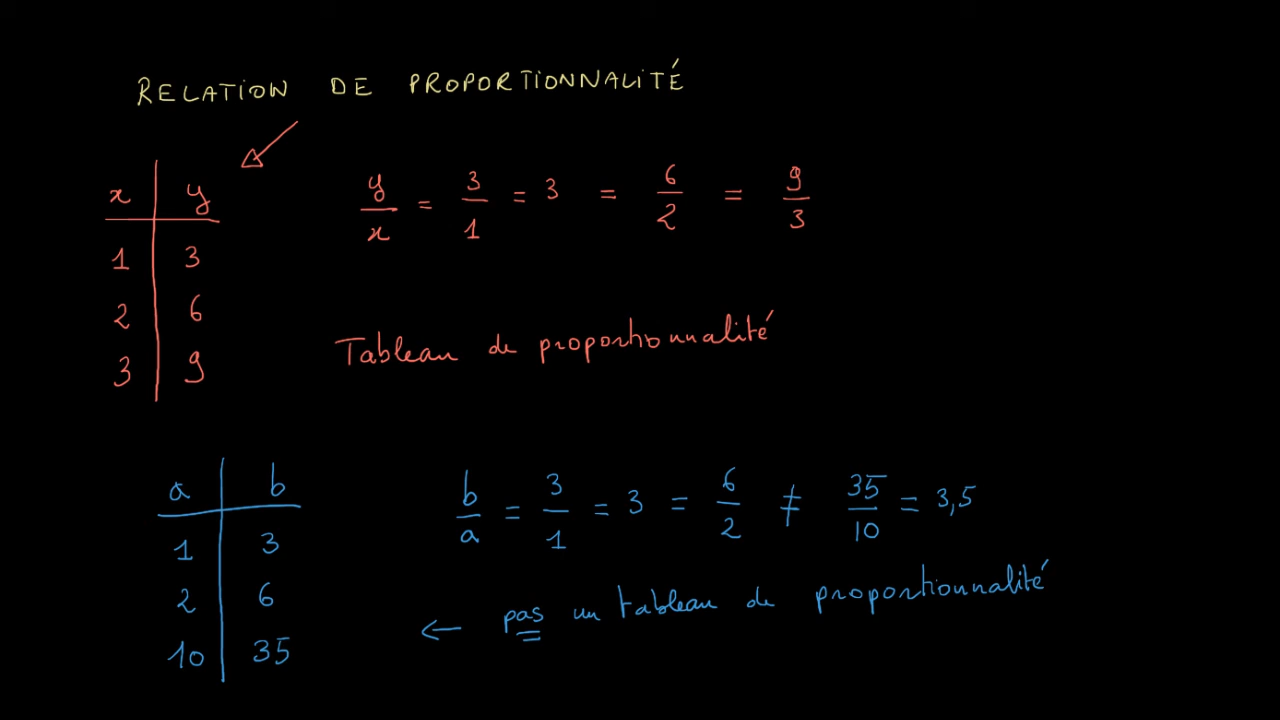 RELATION DE PROPORTIONNALITÉ
x y
1 3
2 6
3 9
y/x = 3/1 = 3 = 6/2 = 9/3
Tableau de proportionnalité
a b
1 3
2 6
10 35
b/a = 3/1 = 3 = 6/2 ≠ 35/10 = 3,5
← pas un tableau de proportionnalité